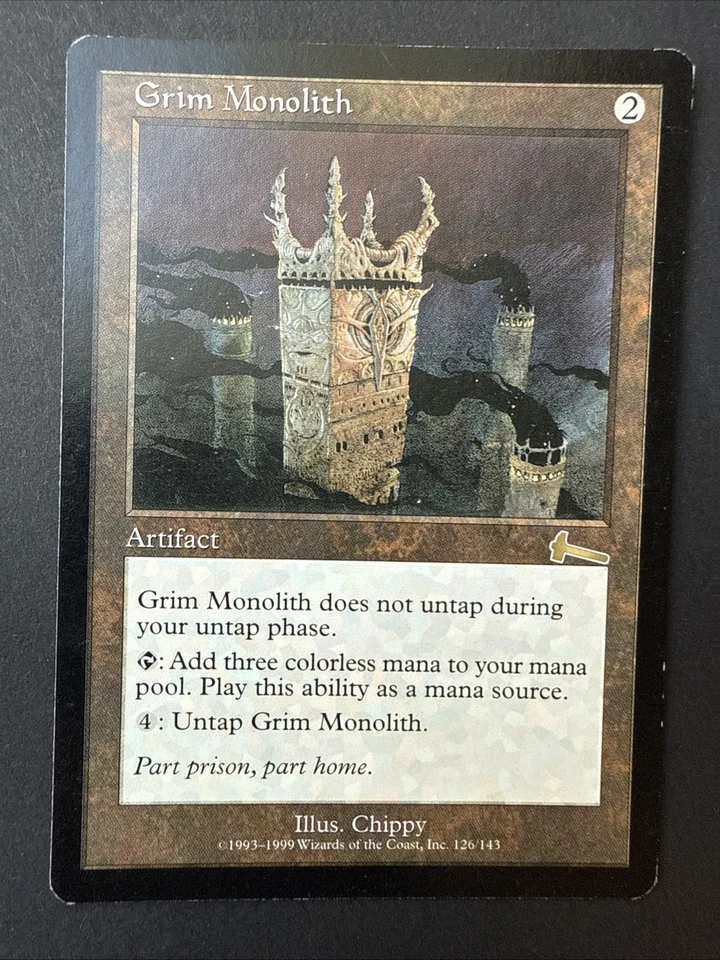 Grim Monolith
2
Artifact
Grim Monolith does not untap during
your untap phase.
: Add three colorless mana to your mana
pool. Play this ability as a mana source.
4 : Untap Grim Monolith.
Part prison, part home.
Illus. Chippy
©1993–1999 Wizards of the Coast, Inc. 126/143